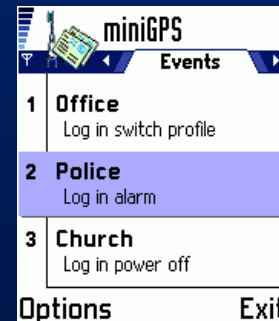 miniGPS
Events
1 Office
Log in switch profile
2 Police
Log in alarm
3 Church
Log in power off
Options Exit